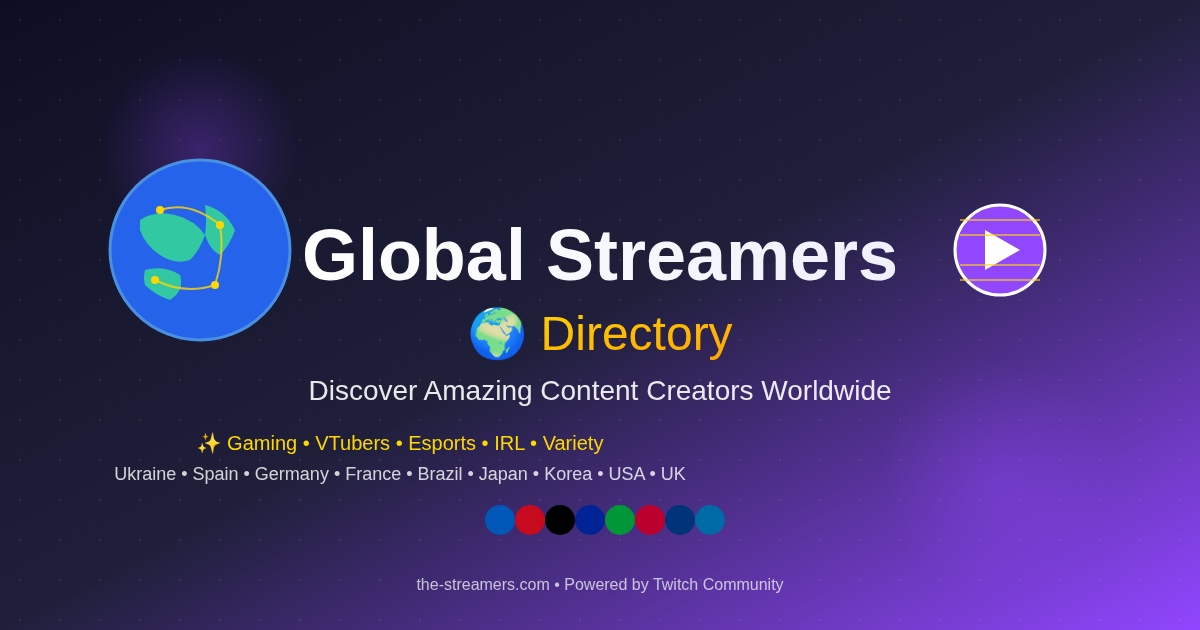 Global Streamers
🌍 Directory
Discover Amazing Content Creators Worldwide
✨ Gaming • VTubers • Esports • IRL • Variety
Ukraine • Spain • Germany • France • Brazil • Japan • Korea • USA • UK
the-streamers.com • Powered by Twitch Community